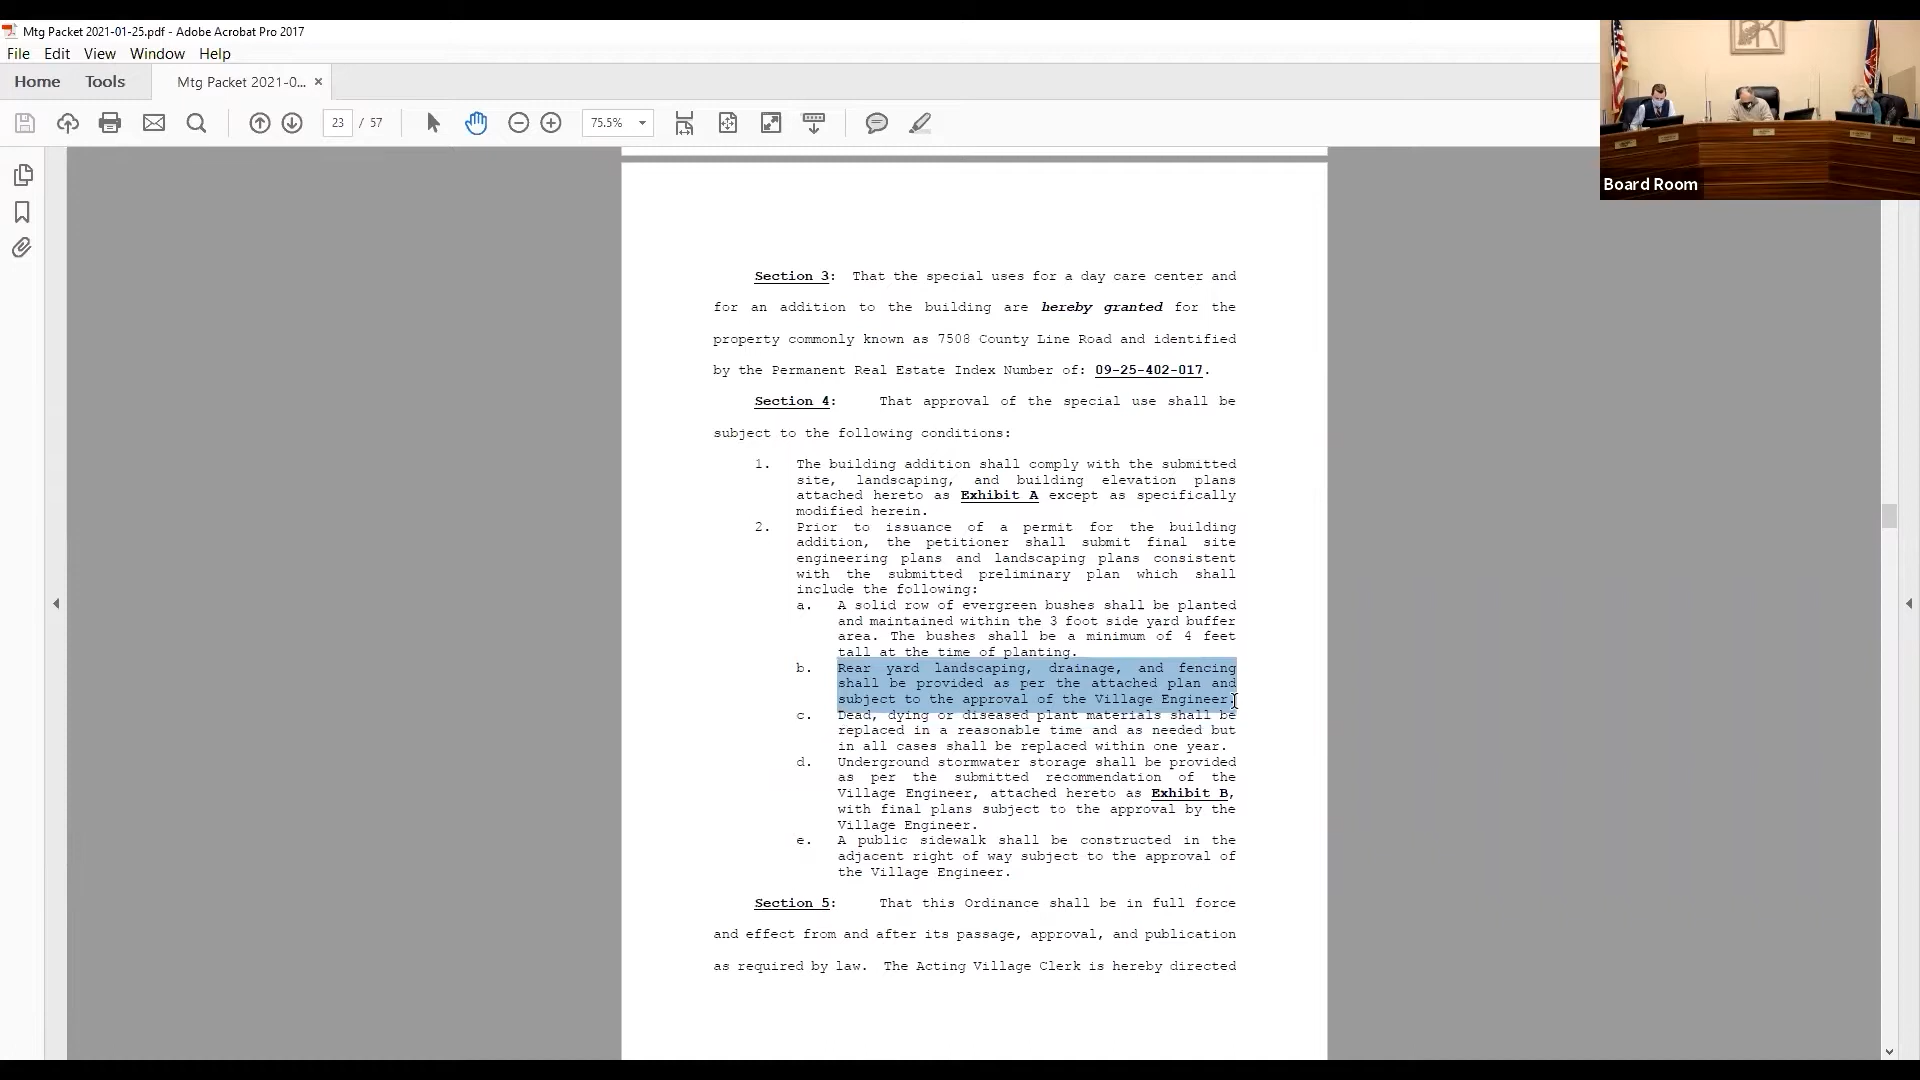 Mtg Packet 2021-01-25.pdf - Adobe Acrobat Pro 2017
File Edit View Window Help
Home Tools Mtg Packet 2021-0... ×
23 / 57 75.5%
Board Room
Section 3: That the special uses for a day care center and
for an addition to the building are hereby granted for the
property commonly known as 7508 County Line Road and identified
by the Permanent Real Estate Index Number of: 09-25-402-017.
Section 4: That approval of the special use shall be
subject to the following conditions:
1. The building addition shall comply with the submitted
site, landscaping, and building elevation plans
attached hereto as Exhibit A except as specifically
modified herein.
2. Prior to issuance of a permit for the building
addition, the petitioner shall submit final site
engineering plans and landscaping plans consistent
with the submitted preliminary plan which shall
include the following:
a. A solid row of evergreen bushes shall be planted
and maintained within the 3 foot side yard buffer
area. The bushes shall be a minimum of 4 feet
tall at the time of planting.
b. Rear yard landscaping, drainage, and fencing
shall be provided as per the attached plan and
subject to the approval of the Village Engineer.
c. Dead, dying or diseased plant materials shall be
replaced in a reasonable time and as needed but
in all cases shall be replaced within one year.
d. Underground stormwater storage shall be provided
as per the submitted recommendation of the
Village Engineer, attached hereto as Exhibit B,
with final plans subject to the approval by the
Village Engineer.
e. A public sidewalk shall be constructed in the
adjacent right of way subject to the approval of
the Village Engineer.
Section 5: That this Ordinance shall be in full force
and effect from and after its passage, approval, and publication
as required by law. The Acting Village Clerk is hereby directed